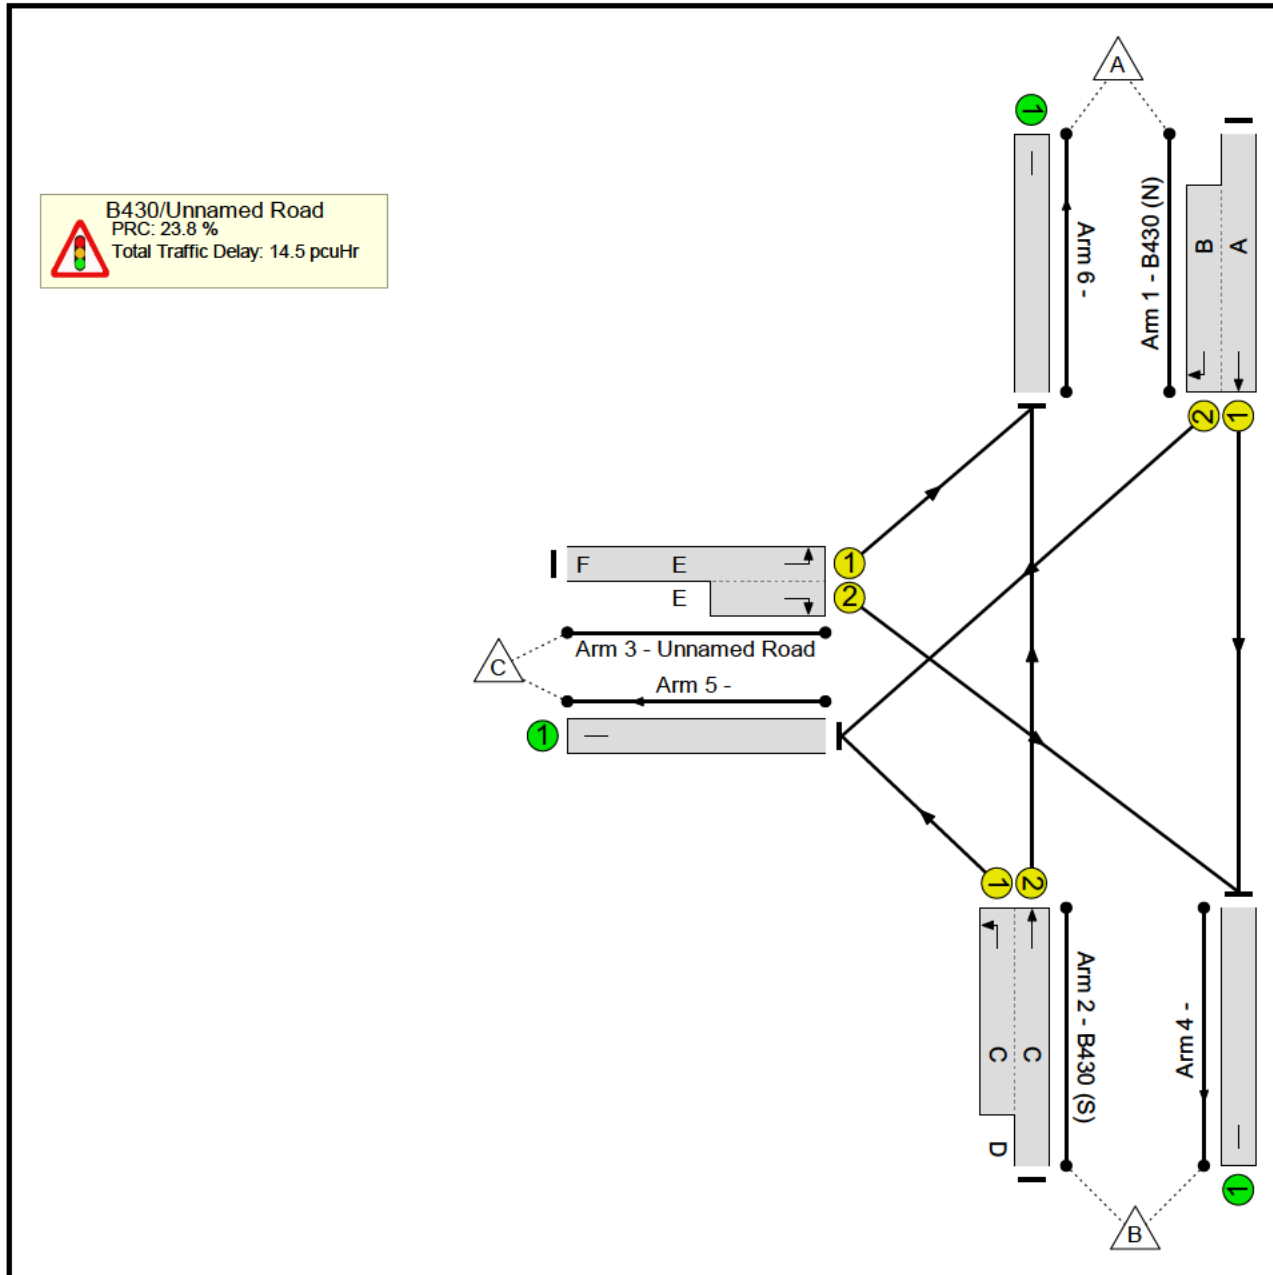 A
1
Arm 6 -
Arm 1 - B430 (N)
B
A
B430/Unnamed Road
PRC: 23.8 %
Total Traffic Delay: 14.5 pcuHr
2
1
F
E
1
E
2
Arm 3 - Unnamed Road
C
Arm 5 -
1
1
2
C
C
D
Arm 2 - B430 (S)
Arm 4 -
1
B